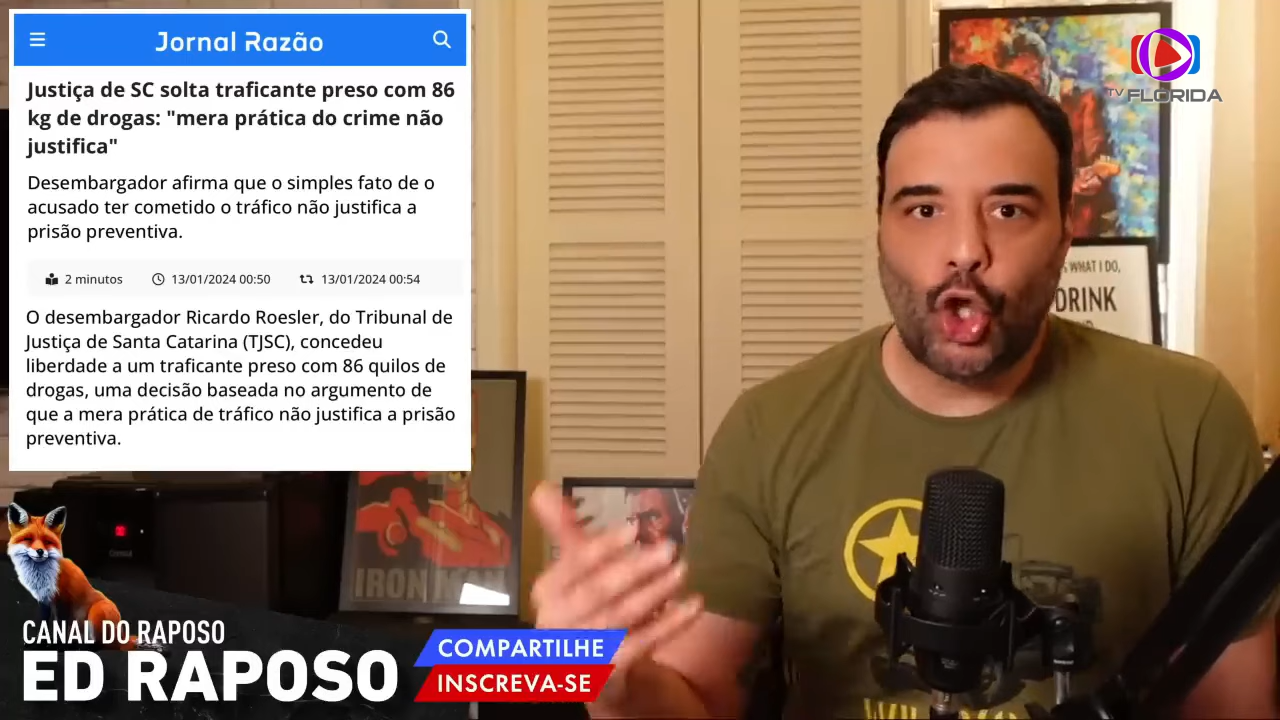 Jornal Razão
Justiça de SC solta traficante preso com 86
kg de drogas: "mera prática do crime não
justifica"
Desembargador afirma que o simples fato de o
acusado ter cometido o tráfico não justifica a
prisão preventiva.
2 minutos 13/01/2024 00:50 13/01/2024 00:54
O desembargador Ricardo Roesler, do Tribunal de
Justiça de Santa Catarina (TJSC), concedeu
liberdade a um traficante preso com 86 quilos de
drogas, uma decisão baseada no argumento de
que a mera prática de tráfico não justifica a prisão
preventiva.
TV FLORIDA
WHAT I DO,
DRINK
IRON MAN
CANAL DO RAPOSO
ED RAPOSO
COMPARTILHE
INSCREVA-SE